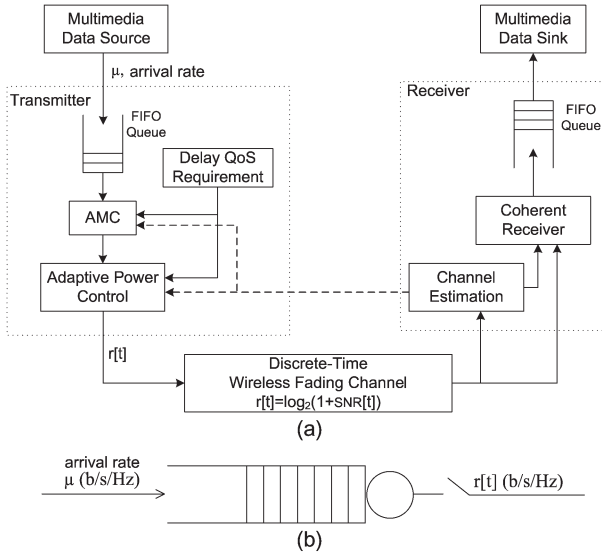 (a)
Multimedia
Data Source
μ, arrival rate
Transmitter
FIFO
Queue
Delay QoS
Requirement
AMC
Adaptive Power
Control
r[t]
Multimedia
Data Sink
Receiver
FIFO
Queue
Coherent
Receiver
Channel
Estimation
Discrete-Time
Wireless Fading Channel
r[t]=log₂(1+SNR[t])
(a)
arrival rate
μ (b/s/Hz)
r[t] (b/s/Hz)
(b)